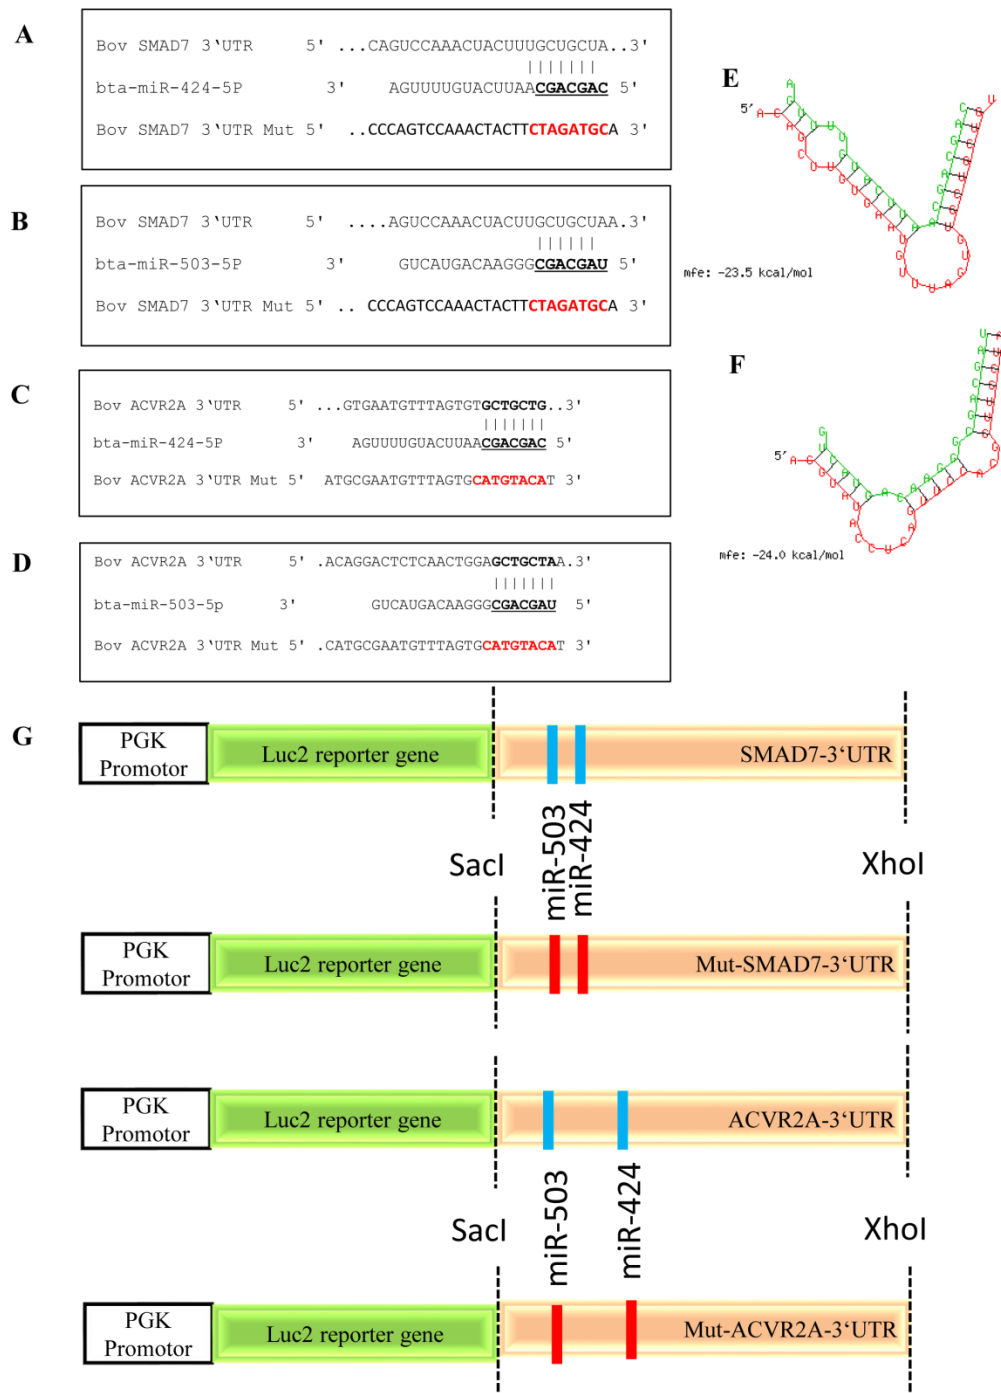 A
Bov SMAD7 3‛UTR 5' ...CAGUCCAAACUACUUUGCUGCUA..3'
|||||||
bta-miR-424-5P 3' AGUUUUGUACUUAACGACGAC 5'
Bov SMAD7 3‛UTR Mut 5' ..CCCAGTCCAAACTACTTCTAGATGCA 3'
B
Bov SMAD7 3‛UTR 5' ....AGUCCAAACUACUUGCUGCUAA.3'
||||||
bta-miR-503-5P 3' GUCAUGACAAGGGCGACGAU 5'
Bov SMAD7 3‛UTR Mut 5' .. CCCAGTCCAAACTACTTCTAGATGCA 3'
C
Bov ACVR2A 3‛UTR 5' ...GTGAATGTTTAGTGTGCTGCTG..3'
|||||||
bta-miR-424-5P 3' AGUUUUGUACUUAACGACGAC 5'
Bov ACVR2A 3‛UTR Mut 5' ATGCGAATGTTTAGTGCATGTACAT 3'
D
Bov ACVR2A 3‛UTR 5' .ACAGGACTCTCAACTGGAGCTGCTAA.3'
|||||||
bta-miR-503-5p 3' GUCAUGACAAGGGCGACGAU 5'
Bov ACVR2A 3‛UTR Mut 5' .CATGCGAATGTTTAGTGCATGTACAT 3'
E
5'
mfe: -23.5 kcal/mol
F
5'
mfe: -24.0 kcal/mol
G
PGK
Promotor
Luc2 reporter gene
SMAD7-3‛UTR
SacI
miR-503
miR-424
XhoI
PGK
Promotor
Luc2 reporter gene
Mut-SMAD7-3‛UTR
PGK
Promotor
Luc2 reporter gene
ACVR2A-3‛UTR
SacI
miR-503
miR-424
XhoI
PGK
Promotor
Luc2 reporter gene
Mut-ACVR2A-3‛UTR